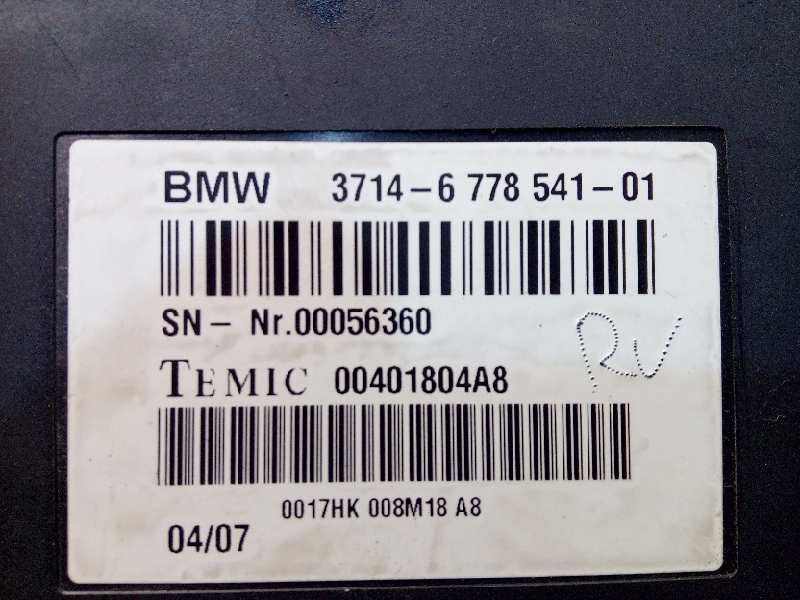 BMW 3714-6 778 541-01
SN- Nr.00056360
RV
TEMIC 00401804A8
0017HK 008M18 A8
04/07